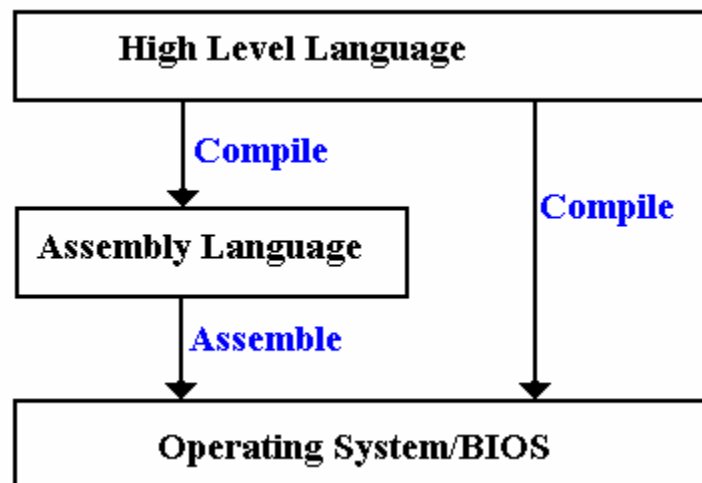 High Level Language
Compile
Compile
Assembly Language
Assemble
Operating System/BIOS